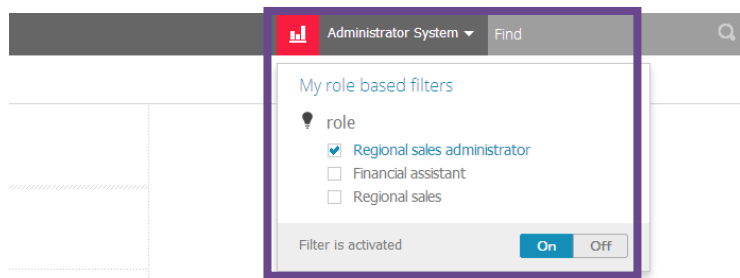 Administrator System Find
My role based filters
role
Regional sales administrator
Financial assistant
Regional sales
Filter is activated On Off